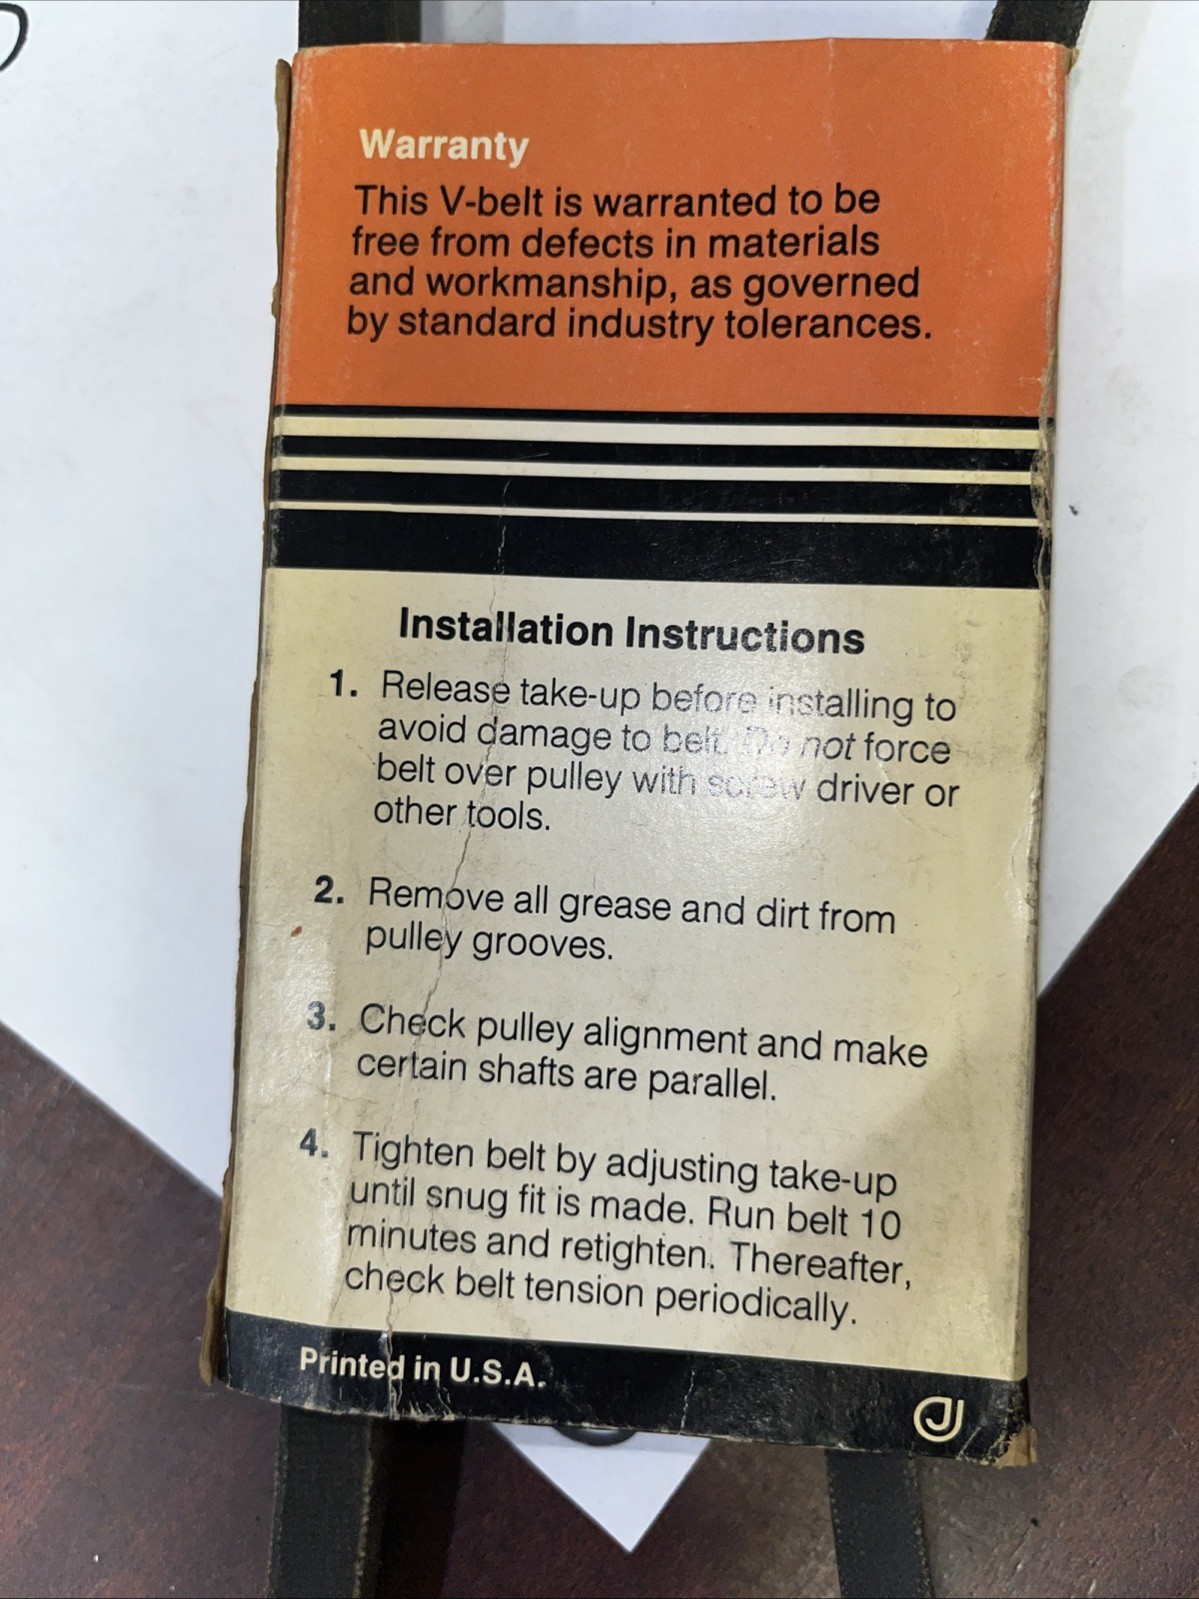 Warranty
This V-belt is warranted to be
free from defects in materials
and workmanship, as governed
by standard industry tolerances.
Installation Instructions
1. Release take-up before installing to
avoid damage to belt. Do not force
belt over pulley with screw driver or
other tools.
2. Remove all grease and dirt from
pulley grooves.
3. Check pulley alignment and make
certain shafts are parallel.
4. Tighten belt by adjusting take-up
until snug fit is made. Run belt 10
minutes and retighten. Thereafter,
check belt tension periodically.
Printed in U.S.A.